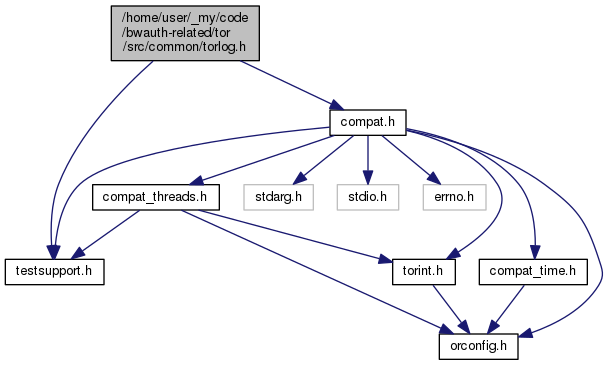 /home/user/_my/code
/bwauth-related/tor
/src/common/torlog.h
compat.h
compat_threads.h
stdarg.h
stdio.h
errno.h
testsupport.h
torint.h
compat_time.h
orconfig.h